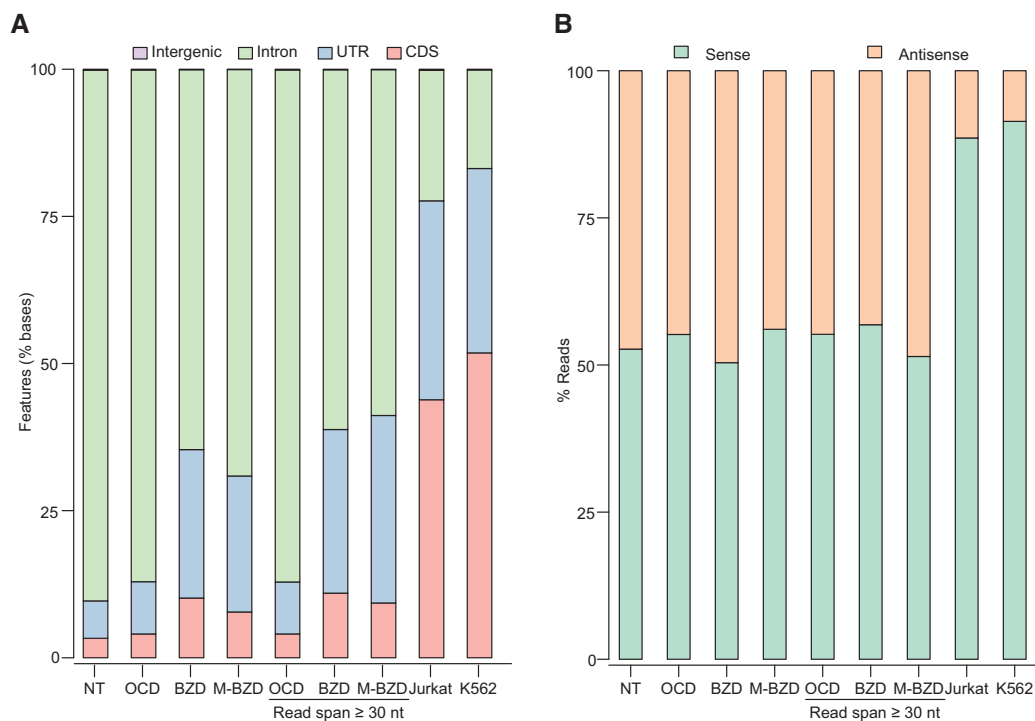 A
Intergenic Intron UTR CDS
Features (% bases)
100
75
50
25
0
NT OCD BZD M-BZD OCD BZD M-BZD Jurkat K562
Read span ≥ 30 nt
B
Sense Antisense
% Reads
100
75
50
25
0
NT OCD BZD M-BZD OCD BZD M-BZD Jurkat K562
Read span ≥ 30 nt